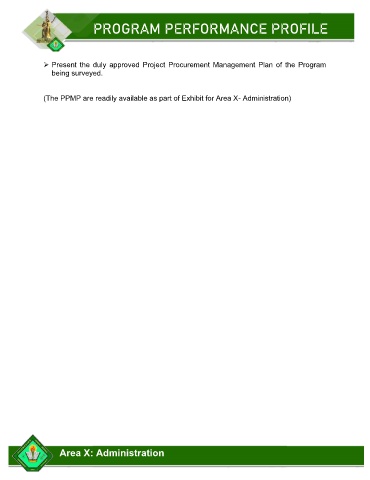 PROGRAM PERFORMANCE PROFILE
➢ Present the duly approved Project Procurement Management Plan of the Program
being surveyed.
(The PPMP are readily available as part of Exhibit for Area X- Administration)
Area X: Administration